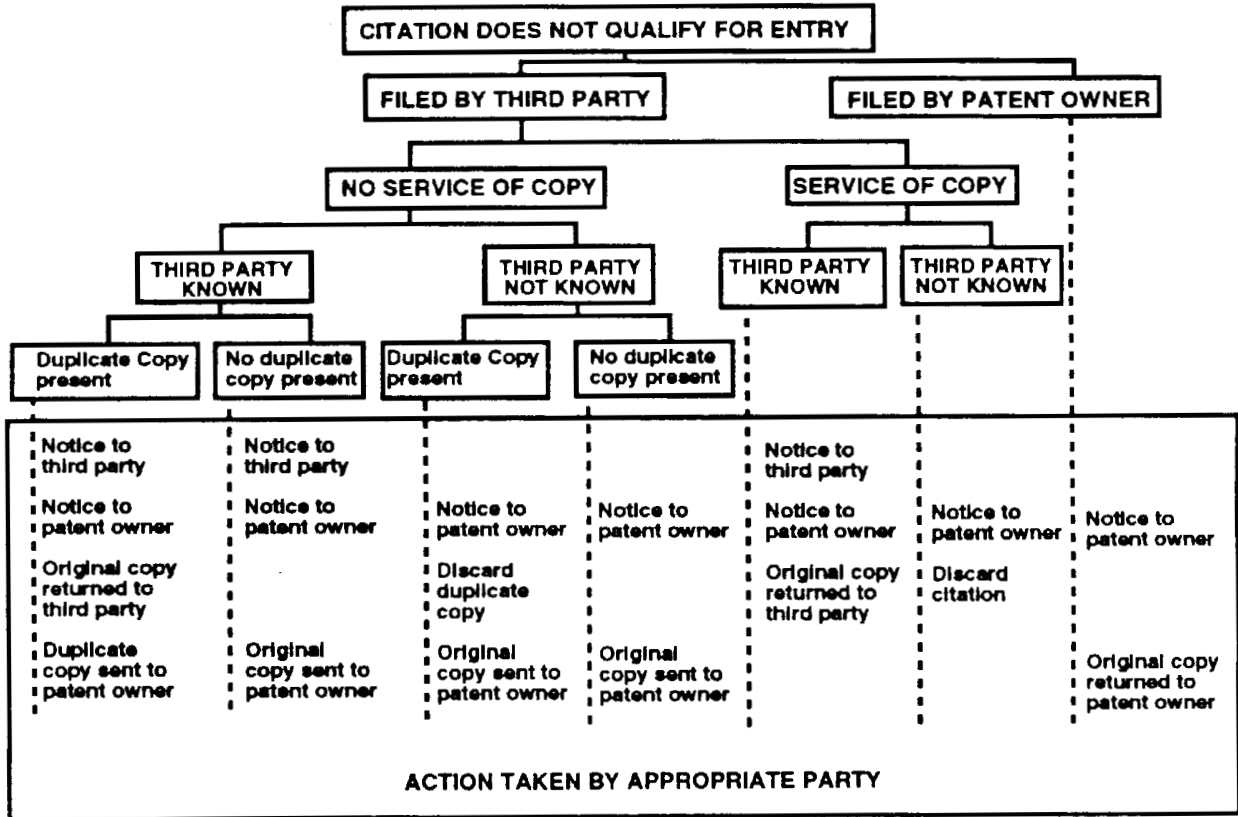 CITATION DOES NOT QUALIFY FOR ENTRY
FILED BY THIRD PARTY
FILED BY PATENT OWNER
NO SERVICE OF COPY
SERVICE OF COPY
THIRD PARTY
KNOWN
THIRD PARTY
NOT KNOWN
THIRD PARTY
KNOWN
THIRD PARTY
NOT KNOWN
Duplicate Copy
present
No duplicate
copy present
Duplicate Copy
present
No duplicate
copy present
Notice to
third party
Notice to
patent owner
Original copy
returned to
third party
Duplicate
copy sent to
patent owner
Notice to
third party
Notice to
patent owner
Original
copy sent to
patent owner
Notice to
patent owner
Discard
duplicate
copy
Original
copy sent to
patent owner
Notice to
patent owner
Original
copy sent to
patent owner
Notice to
third party
Notice to
patent owner
Original copy
returned to
third party
Notice to
patent owner
Discard
citation
Notice to
patent owner
Original copy
returned to
patent owner
ACTION TAKEN BY APPROPRIATE PARTY